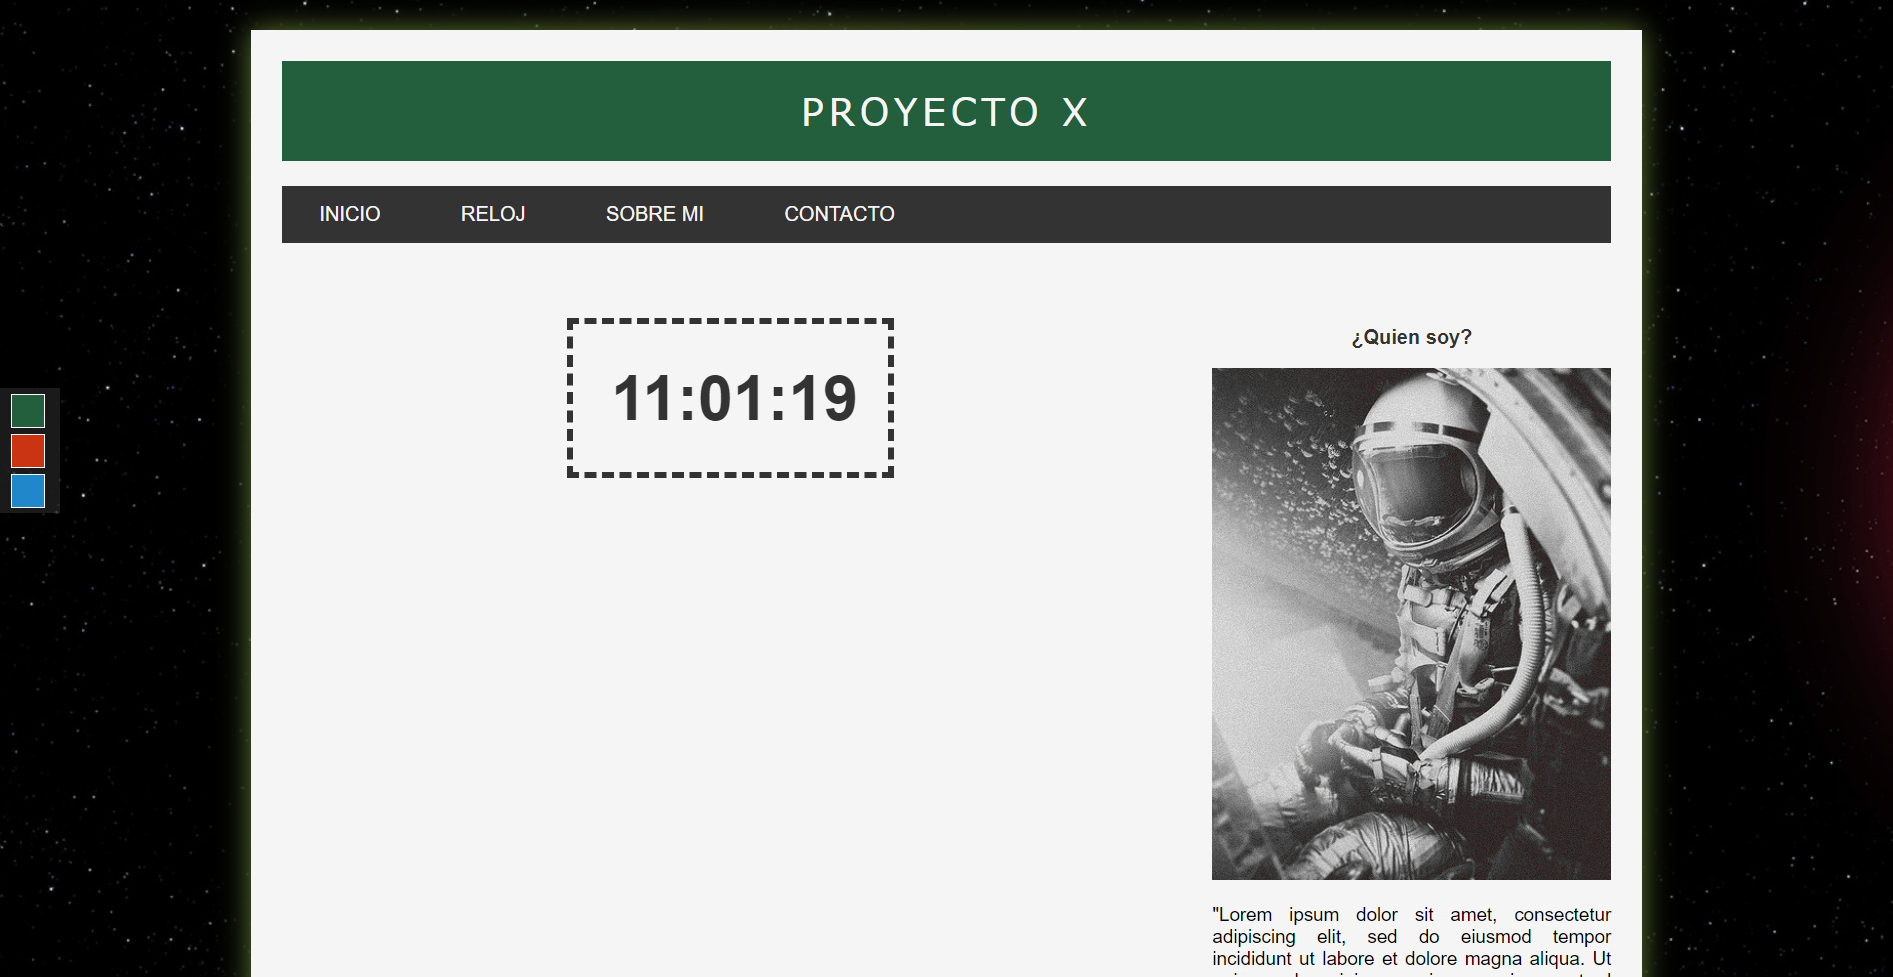 PROYECTO X
INICIO
RELOJ
SOBRE MI
CONTACTO
11:01:19
¿Quien soy?
"Lorem ipsum dolor sit amet, consectetur
adipiscing elit, sed do eiusmod tempor
incididunt ut labore et dolore magna aliqua. Ut